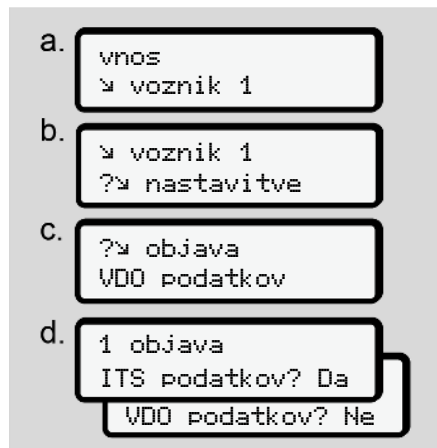 a.
vnos
↘ voznik 1
b.
↘ voznik 1
?↘ nastavitve
c.
?↘ objava
VDO podatkov
d.
1 objava
ITS podatkov? Da
VDO podatkov? Ne